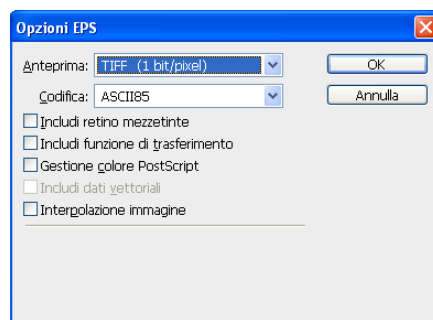 Opzioni EPS
Anteprima: TIFF (1 bit/pixel)
OK
Codifica: ASCII85
Annulla
Includi retino mezzetinte
Includi funzione di trasferimento
Gestione colore PostScript
Includi dati vettoriali
Interpolazione immagine